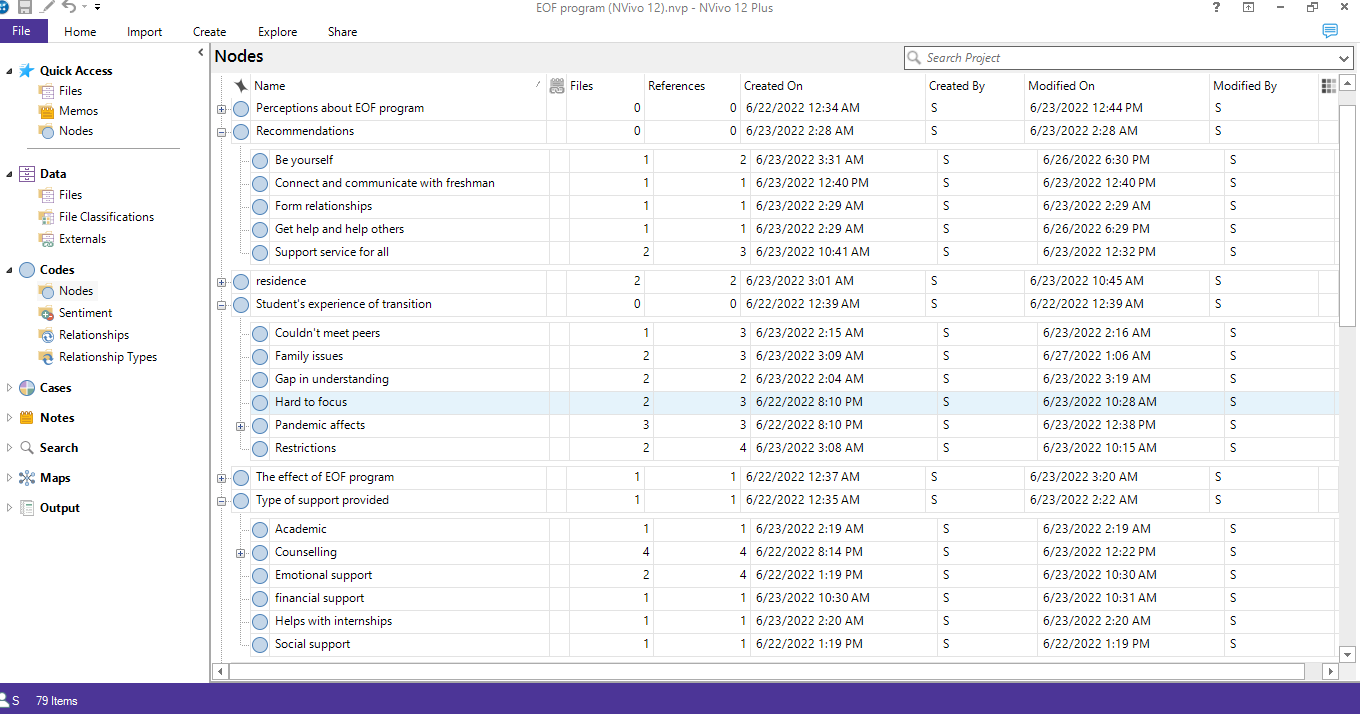 EOF program (NVivo 12).nvp - NVivo 12 Plus
File Home Import Create Explore Share
Quick Access
Files
Memos
Nodes
Data
Files
File Classifications
Externals
Codes
Nodes
Sentiment
Relationships
Relationship Types
Cases
Notes
Search
Maps
Output
Nodes
Search Project
Name Files References Created On Created By Modified On Modified By
Perceptions about EOF program 0 0 6/22/2022 12:34 AM S 6/23/2022 12:44 PM S
Recommendations 0 0 6/23/2022 2:28 AM S 6/23/2022 2:28 AM S
Be yourself 1 2 6/23/2022 3:31 AM S 6/26/2022 6:30 PM S
Connect and communicate with freshman 1 1 6/23/2022 12:40 PM S 6/23/2022 12:40 PM S
Form relationships 1 1 6/23/2022 2:29 AM S 6/23/2022 2:29 AM S
Get help and help others 1 1 6/23/2022 2:29 AM S 6/26/2022 6:29 PM S
Support service for all 2 3 6/23/2022 10:41 AM S 6/23/2022 12:32 PM S
residence 2 2 6/23/2022 3:01 AM S 6/23/2022 10:45 AM S
Student's experience of transition 0 0 6/22/2022 12:39 AM S 6/22/2022 12:39 AM S
Couldn't meet peers 1 3 6/23/2022 2:15 AM S 6/23/2022 2:16 AM S
Family issues 2 3 6/23/2022 3:09 AM S 6/27/2022 1:06 AM S
Gap in understanding 2 2 6/23/2022 2:04 AM S 6/23/2022 3:19 AM S
Hard to focus 2 3 6/22/2022 8:10 PM S 6/23/2022 10:28 AM S
Pandemic affects 3 3 6/22/2022 8:10 PM S 6/23/2022 12:38 PM S
Restrictions 2 4 6/23/2022 3:08 AM S 6/23/2022 10:15 AM S
The effect of EOF program 1 1 6/22/2022 12:37 AM S 6/23/2022 3:20 AM S
Type of support provided 1 1 6/22/2022 12:35 AM S 6/23/2022 2:22 AM S
Academic 1 1 6/23/2022 2:19 AM S 6/23/2022 2:19 AM S
Counselling 4 4 6/22/2022 8:14 PM S 6/23/2022 12:22 PM S
Emotional support 2 4 6/22/2022 1:19 PM S 6/23/2022 10:30 AM S
financial support 1 1 6/23/2022 10:30 AM S 6/23/2022 10:31 AM S
Helps with internships 1 1 6/23/2022 2:20 AM S 6/23/2022 2:20 AM S
Social support 1 1 6/22/2022 1:19 PM S 6/22/2022 1:19 PM S
S 79 Items